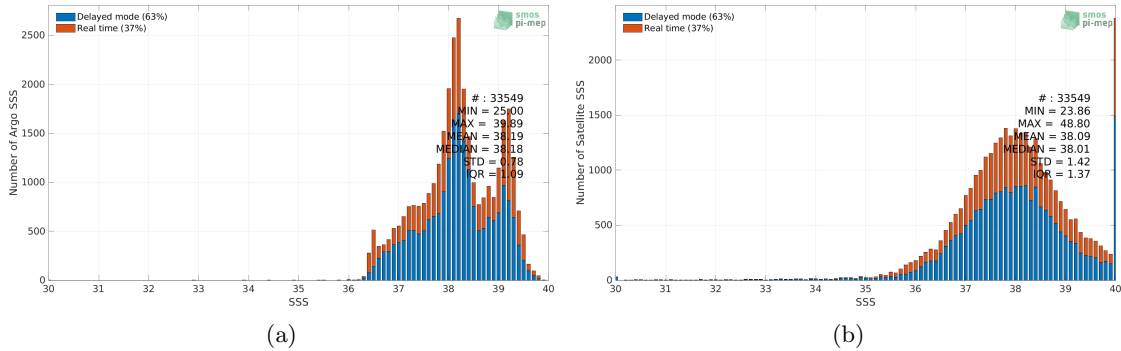 Delayed mode (63%)
Real time (37%)
smos
pi-mep
Number of Argo SSS
2500
2000
1500
1000
500
0
# : 33549
MIN = 25.00
MAX = 39.89
MEAN = 38.19
MEDIAN = 38.18
STD = 0.78
IQR = 1.09
30 31 32 33 34 35 36 37 38 39 40
SSS
(a)
Delayed mode (63%)
Real time (37%)
smos
pi-mep
Number of Satellite SSS
2000
1500
1000
500
0
# : 33549
MIN = 23.86
MAX = 48.80
MEAN = 38.09
MEDIAN = 38.01
STD = 1.42
IQR = 1.37
30 31 32 33 34 35 36 37 38 39 40
SSS
(b)